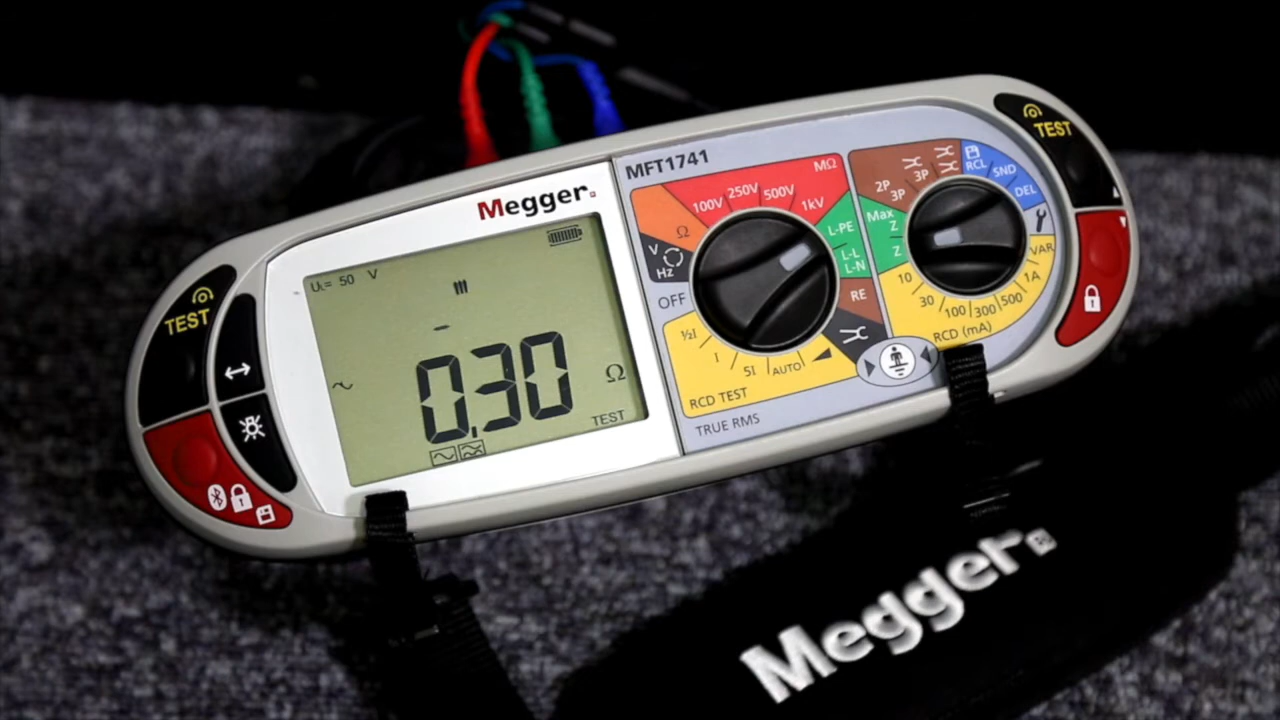 Megger
MFT1741
TEST
UL= 50 V
0.30 Ω
TEST
V
Hz
OFF
Ω
100V
250V
500V
1kV
MΩ
L-PE
L-L
L-N
RE
½I
I
5I
AUTO
RCD TEST
TRUE RMS
2P
3P
3P
RCL
SND
DEL
Max
Z
Z
VAR
1A
500
300
100
30
10
RCD (mA)
TEST
Megger